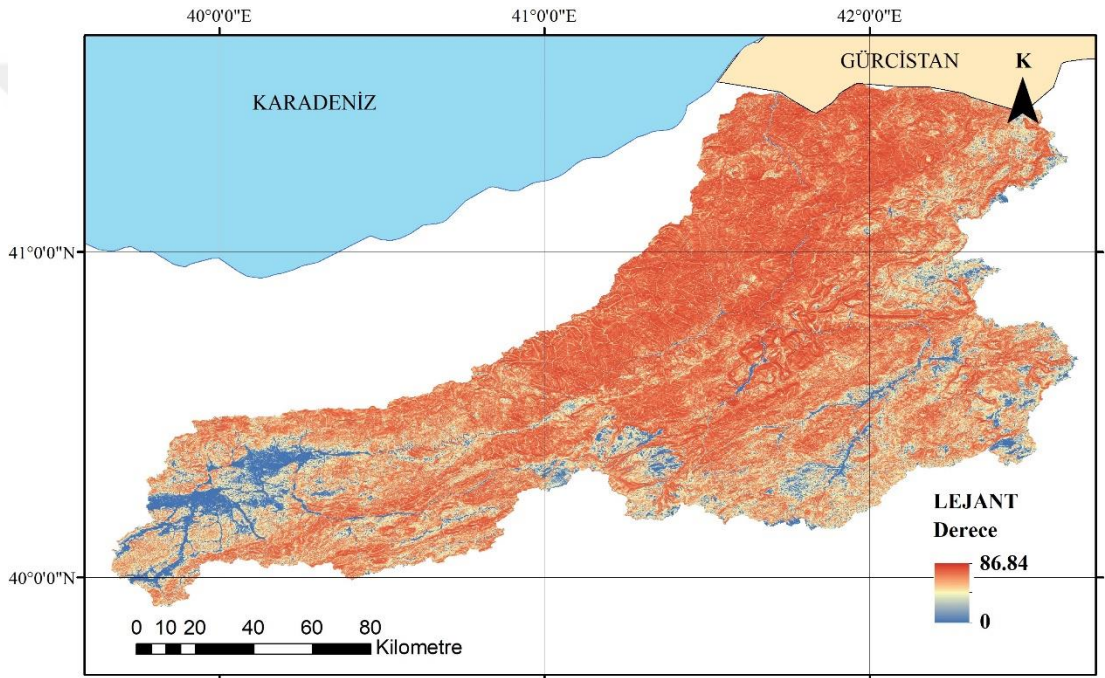 40°0'0"E 41°0'0"E 42°0'0"E
GÜRCİSTAN K
KARADENİZ
41°0'0"N
LEJANT
Derece
86.84
0
40°0'0"N
0 10 20 40 60 80
Kilometre